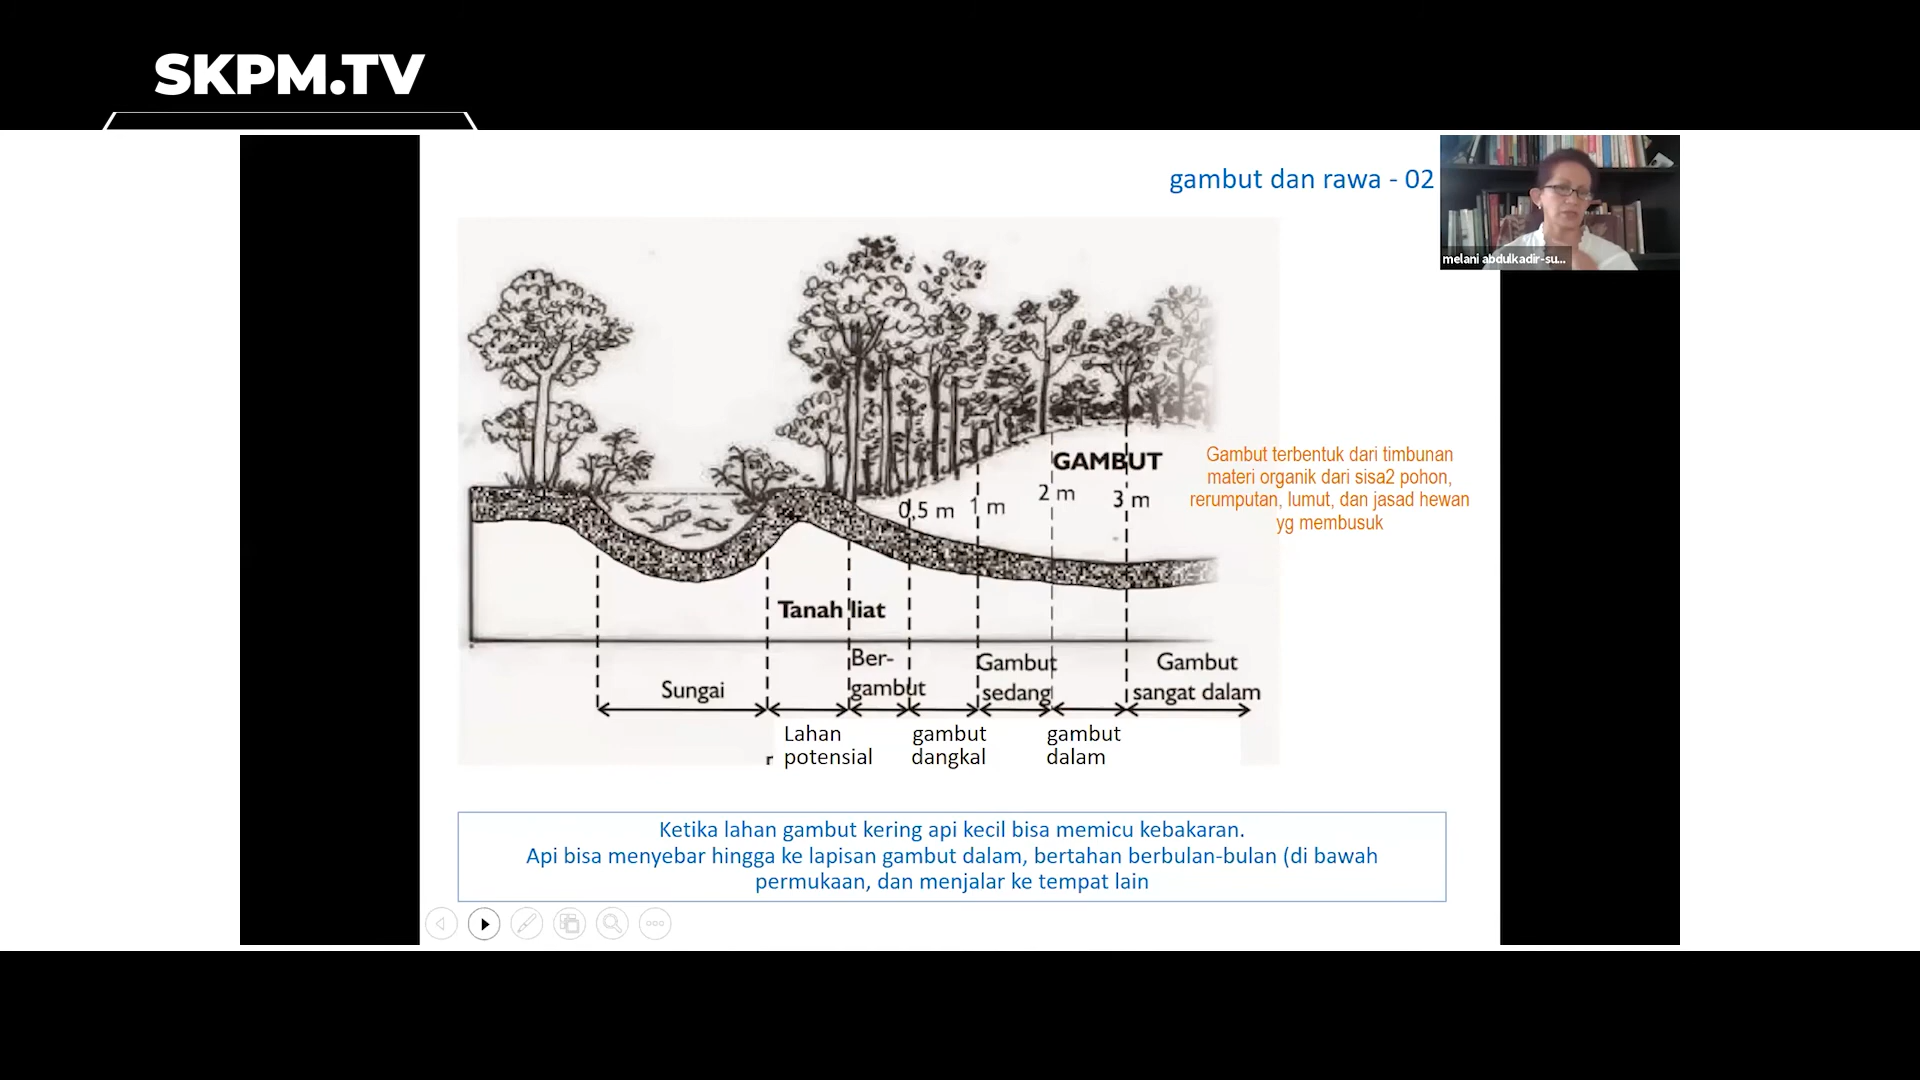 SKPM.TV
gambut dan rawa - 02
melani abdulkadir-su...
GAMBUT
0,5 m
1 m
2 m
3 m
Gambut terbentuk dari timbunan
materi organik dari sisa2 pohon,
rerumputan, lumut, dan jasad hewan
yg membusuk
Tanah liat
Sungai
Ber-
gambut
Gambut
sedang
Gambut
sangat dalam
Lahan
potensial
gambut
dangkal
gambut
dalam
r
Ketika lahan gambut kering api kecil bisa memicu kebakaran.
Api bisa menyebar hingga ke lapisan gambut dalam, bertahan berbulan-bulan (di bawah
permukaan, dan menjalar ke tempat lain